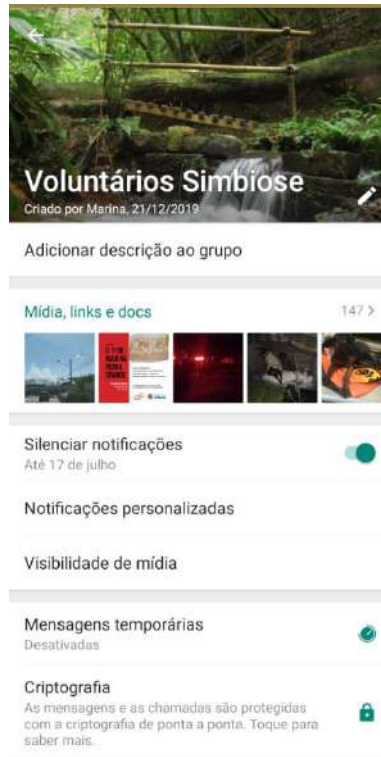 Voluntários Simbiose
Criado por Marina, 21/12/2019
Adicionar descrição ao grupo
Mídia, links e docs
147 >
Silenciar notificações
Até 17 de julho
Notificações personalizadas
Visibilidade de mídia
Mensagens temporárias
Desativadas
Criptografia
As mensagens e as chamadas são protegidas
com a criptografia de ponta a ponta. Toque para
saber mais.